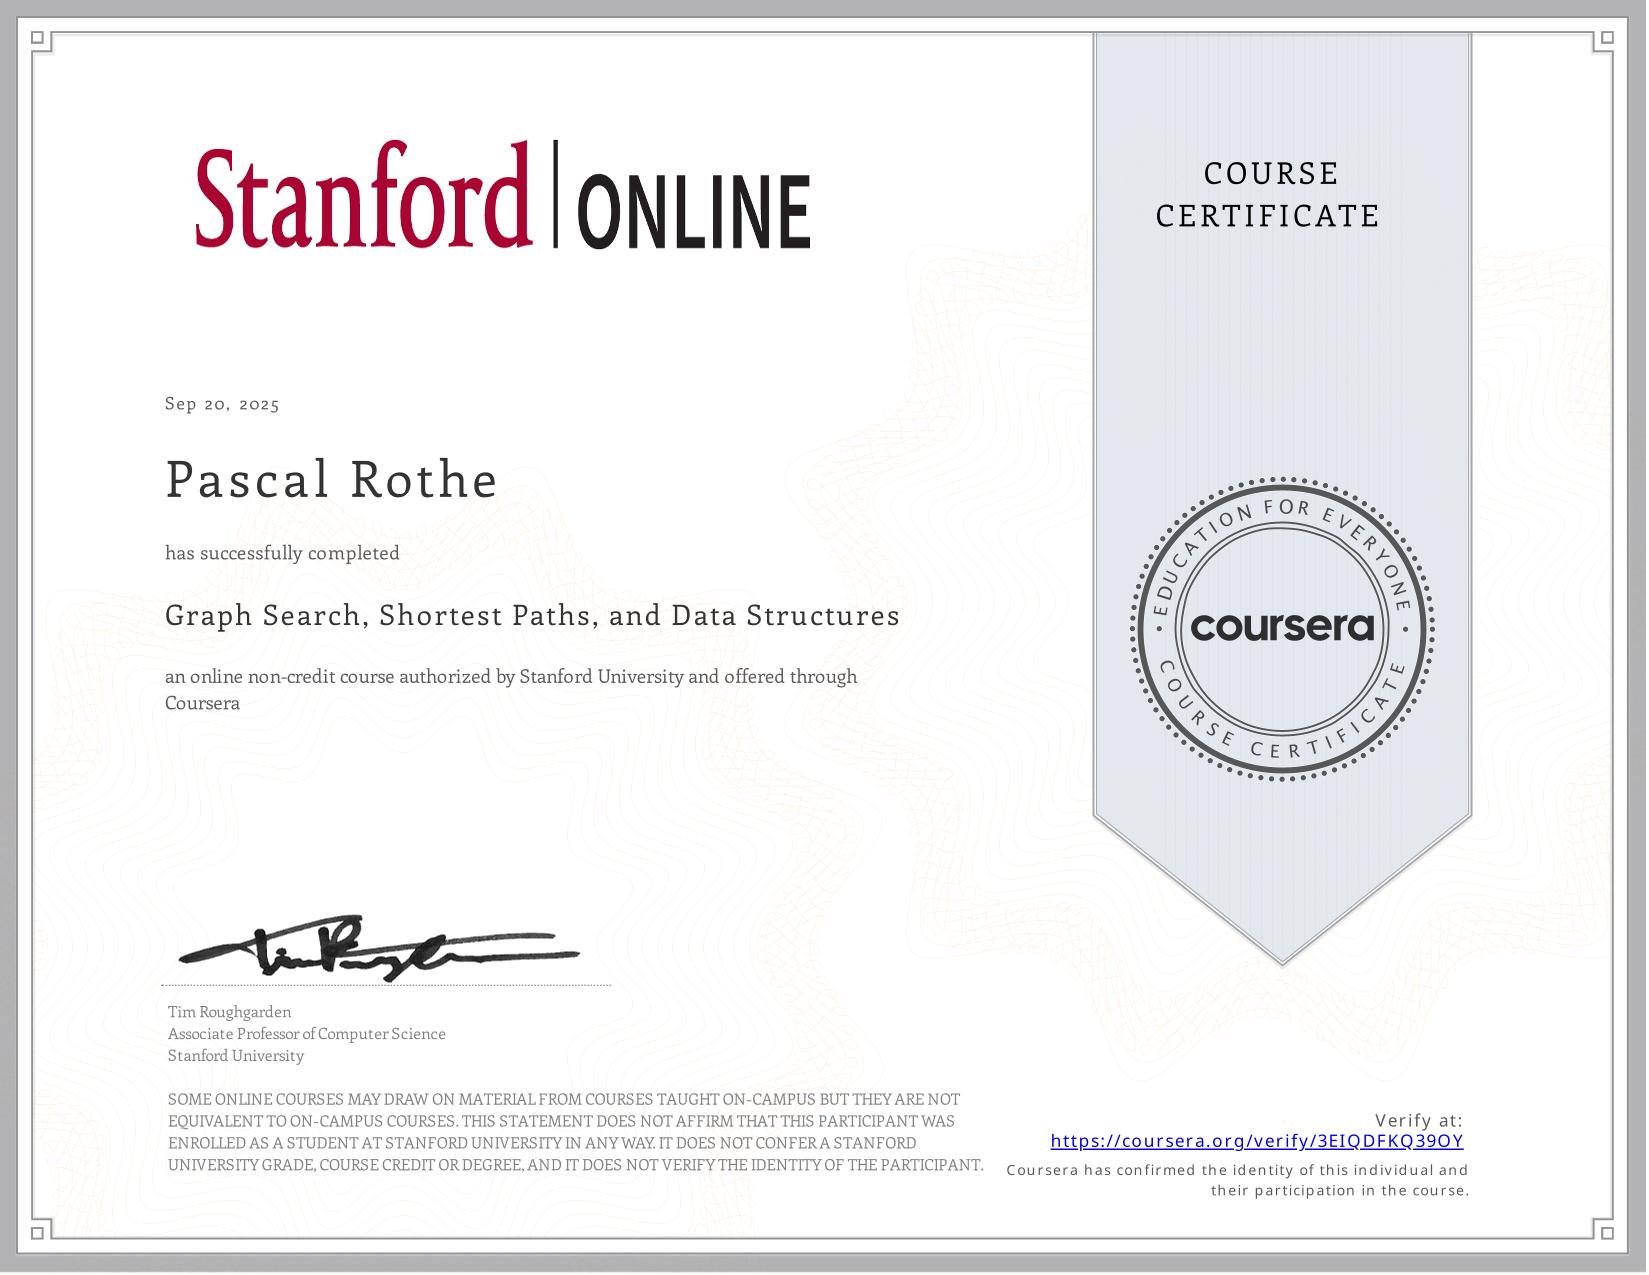 Stanford | ONLINE
COURSE
CERTIFICATE
Sep 20, 2025
Pascal Rothe
has successfully completed
Graph Search, Shortest Paths, and Data Structures
an online non-credit course authorized by Stanford University and offered through
Coursera
• EDUCATION FOR EVERYONE •
coursera
COURSE CERTIFICATE
Tim Roughgarden
Associate Professor of Computer Science
Stanford University
SOME ONLINE COURSES MAY DRAW ON MATERIAL FROM COURSES TAUGHT ON-CAMPUS BUT THEY ARE NOT
EQUIVALENT TO ON-CAMPUS COURSES. THIS STATEMENT DOES NOT AFFIRM THAT THIS PARTICIPANT WAS
ENROLLED AS A STUDENT AT STANFORD UNIVERSITY IN ANY WAY. IT DOES NOT CONFER A STANFORD
UNIVERSITY GRADE, COURSE CREDIT OR DEGREE, AND IT DOES NOT VERIFY THE IDENTITY OF THE PARTICIPANT.
Verify at:
https://coursera.org/verify/3EIQDFKQ39OY
Coursera has confirmed the identity of this individual and
their participation in the course.